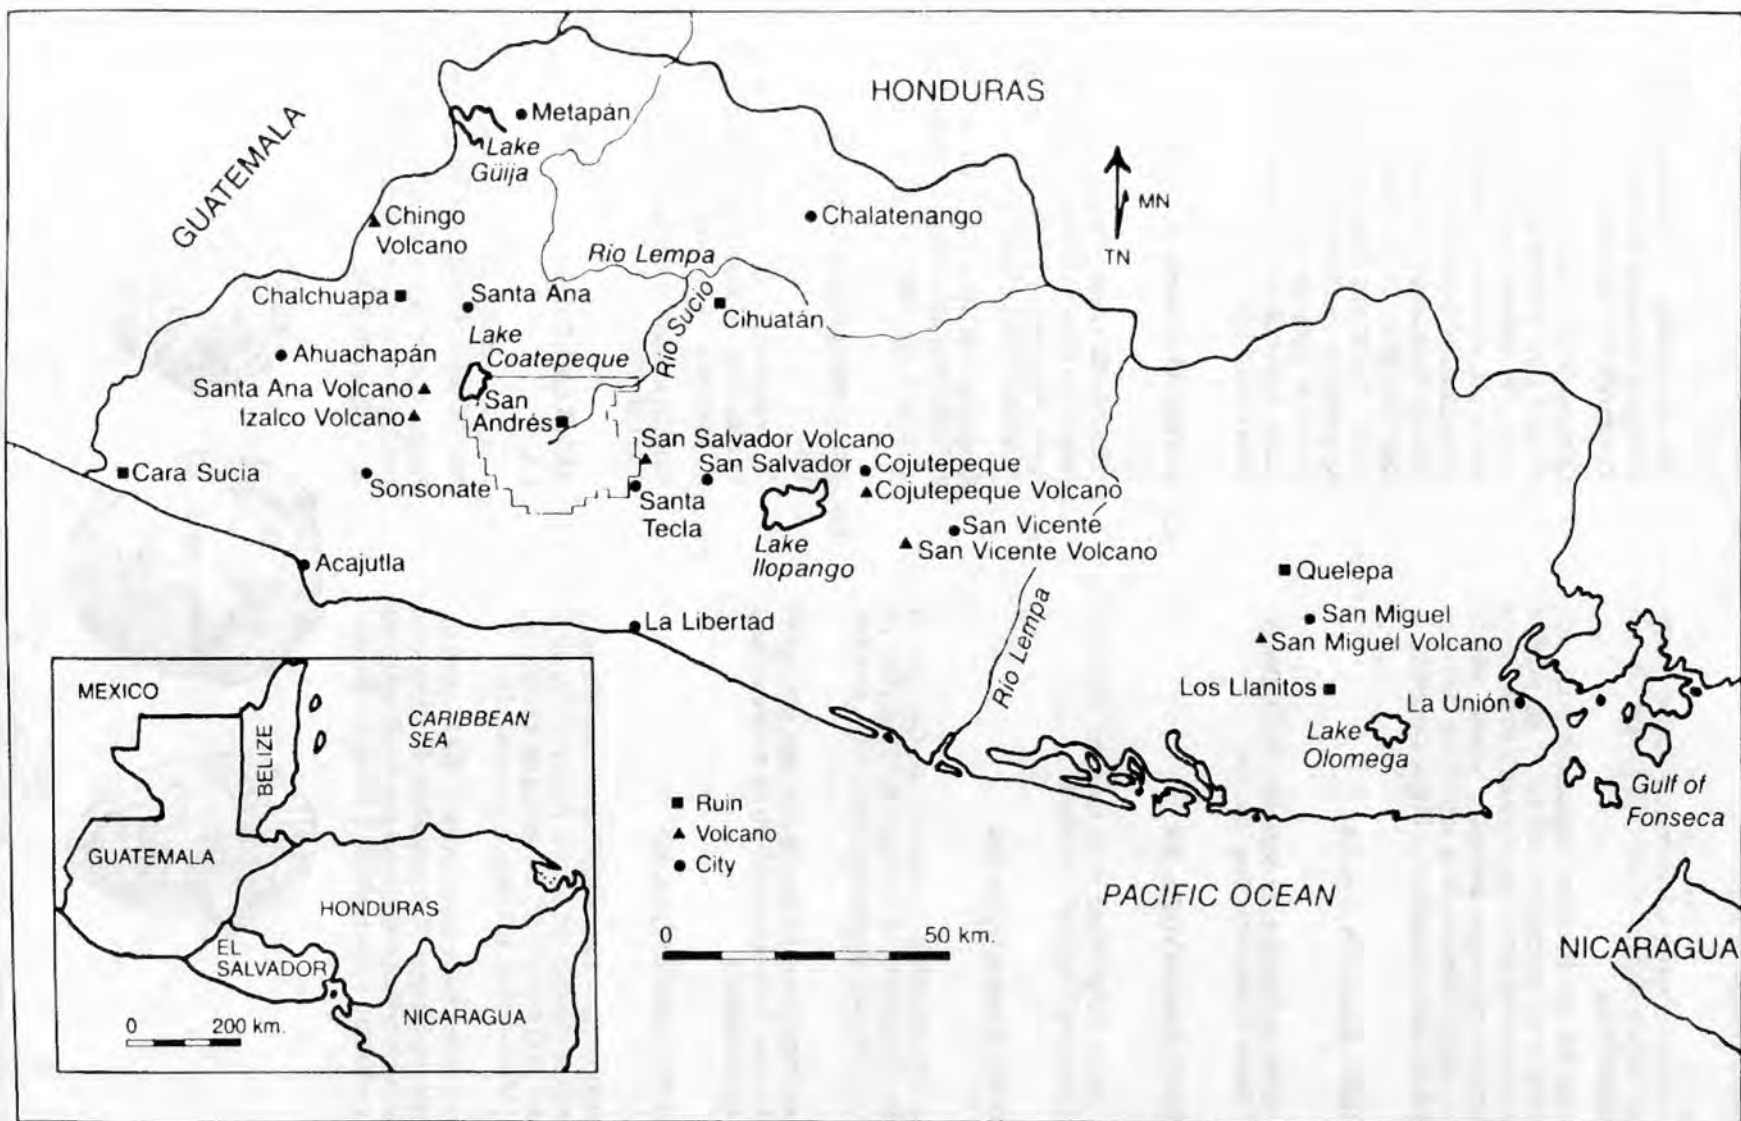 HONDURAS
GUATEMALA
Metapán
Lake
Güija
Chingo
Volcano
Chalatenango
MN
TN
Río Lempa
Chalchuapa
Santa Ana
Río Sucio
Cihuatán
Lake
Coatepeque
Ahuachapán
Santa Ana Volcano
Izalco Volcano
San
Andrés
San Salvador Volcano
San Salvador
Cojutepeque
Cojutepeque Volcano
Cara Sucia
Sonsonate
Santa
Tecla
Lake
Ilopango
San Vicente
San Vicente Volcano
Acajutla
La Libertad
Río Lempa
Quelepa
San Miguel
San Miguel Volcano
Los Llanitos
La Unión
Lake
Olomega
Gulf of
Fonseca
PACIFIC OCEAN
NICARAGUA
Ruin
Volcano
City
0 50 km.
MEXICO
BELIZE
CARIBBEAN
SEA
GUATEMALA
HONDURAS
EL
SALVADOR
NICARAGUA
0 200 km.